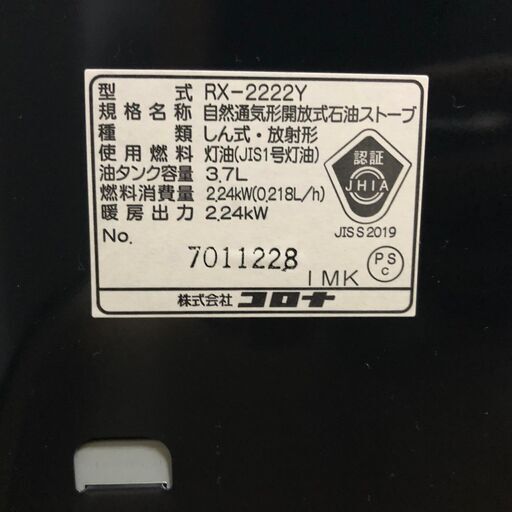 型式 RX-2222Y
規格名称 自然通気形開放式石油ストーブ
種類 しん式・放射形
使用燃料 灯油(JIS1号灯油)
油タンク容量 3.7L
燃料消費量 2.24kW(0.218L/h)
暖房出力 2.24kW
No.
7011228
1MK
認証
JHIA
JIS S 2019
PS
C
株式会社 コロナ